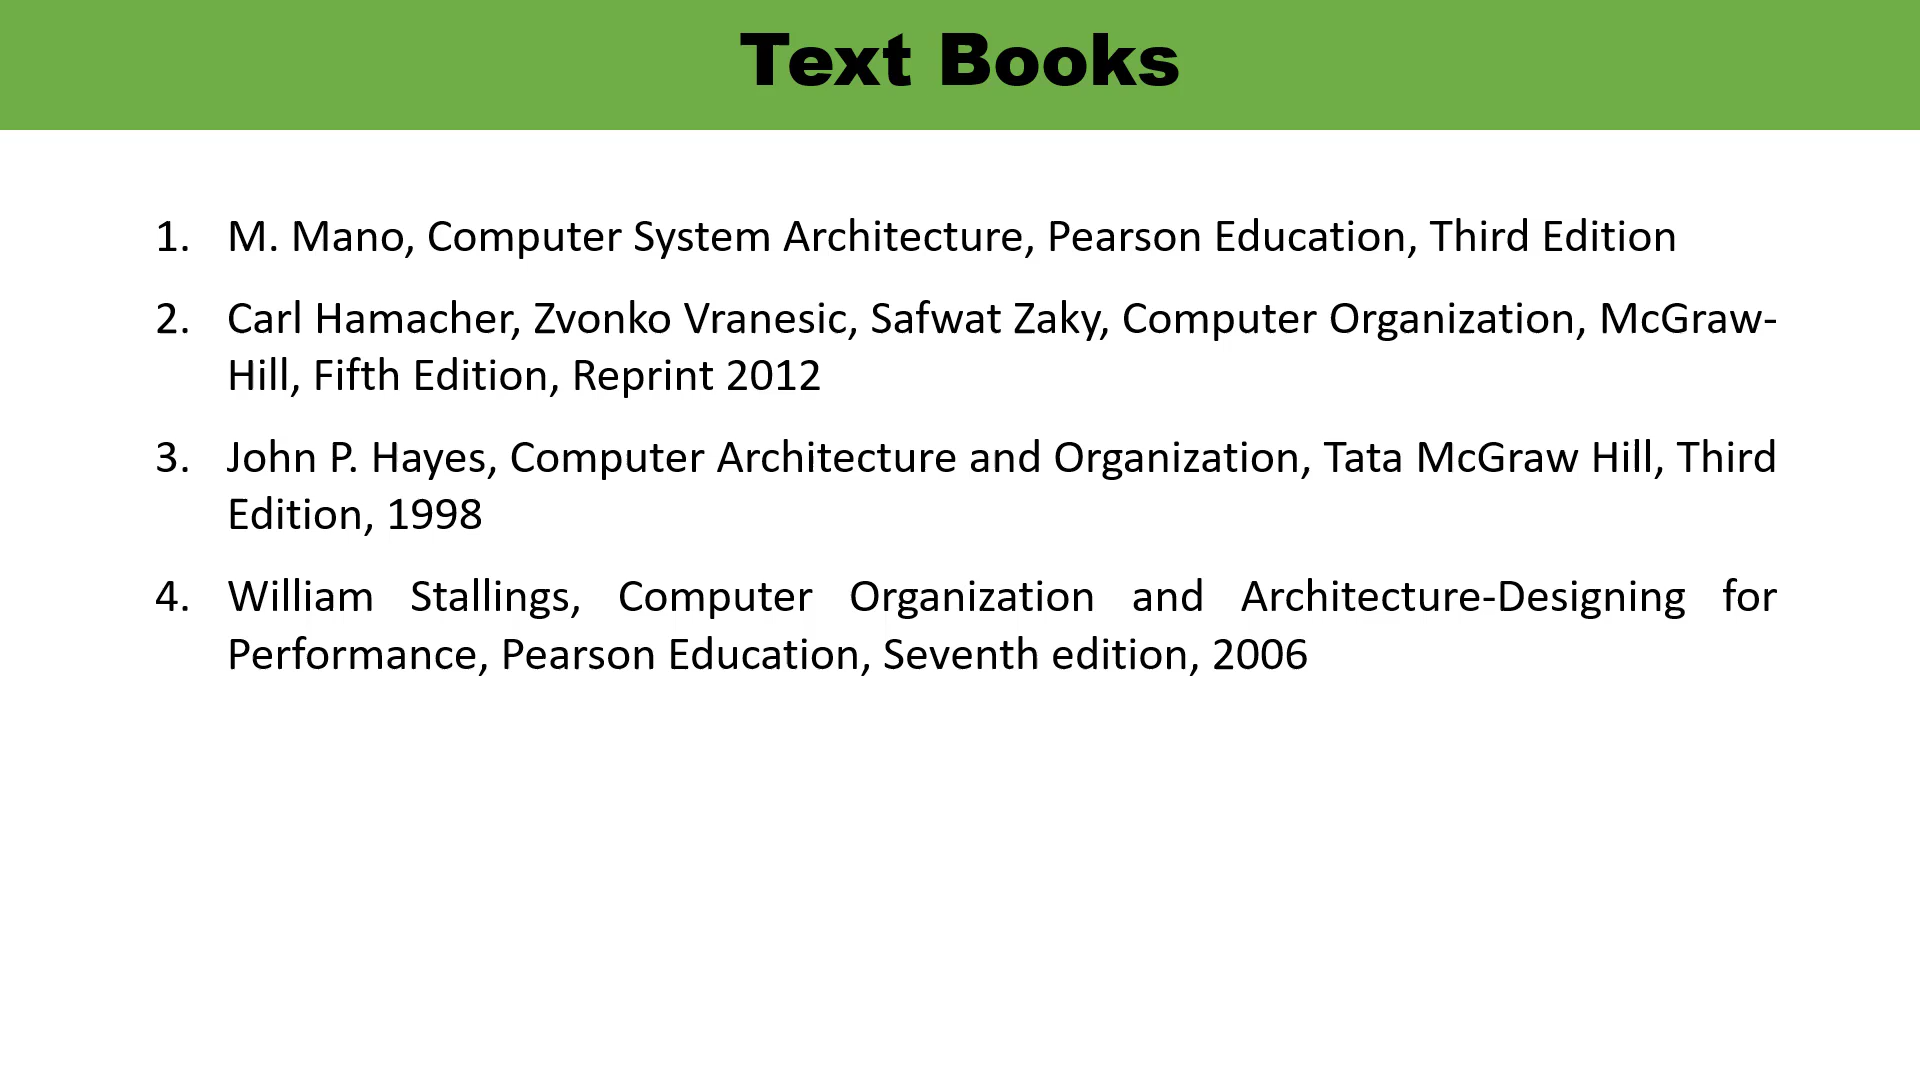 Text Books
1. M. Mano, Computer System Architecture, Pearson Education, Third Edition
2. Carl Hamacher, Zvonko Vranesic, Safwat Zaky, Computer Organization, McGraw-
Hill, Fifth Edition, Reprint 2012
3. John P. Hayes, Computer Architecture and Organization, Tata McGraw Hill, Third
Edition, 1998
4. William Stallings, Computer Organization and Architecture-Designing for
Performance, Pearson Education, Seventh edition, 2006